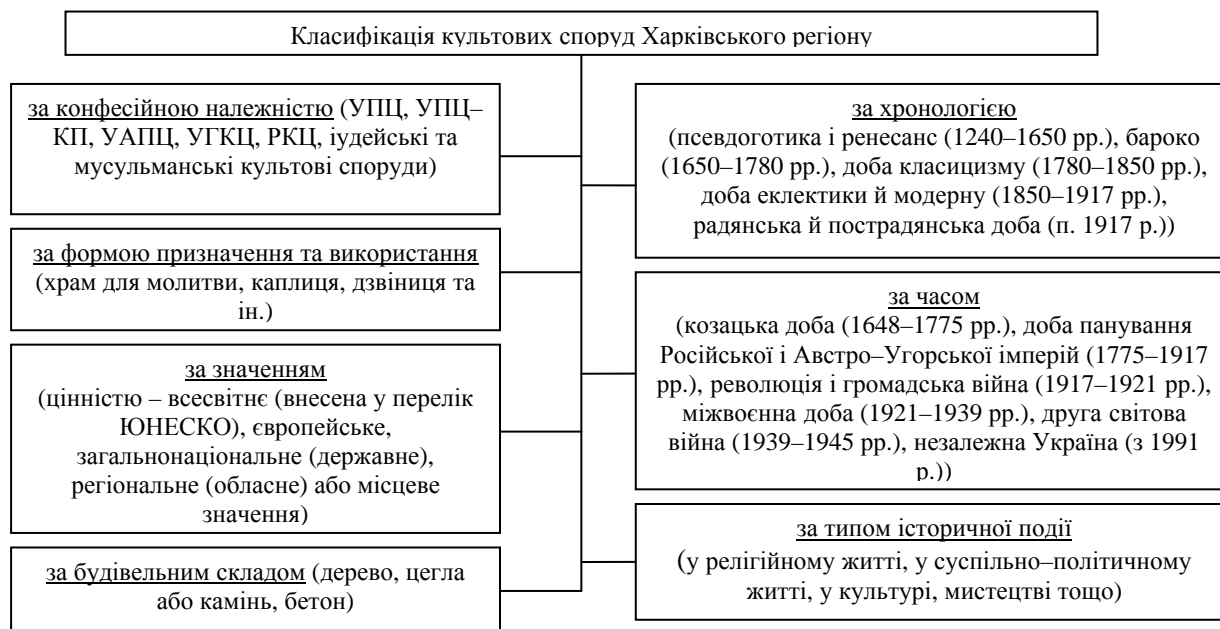 Класифікація культових споруд Харківського регіону
за конфесійною належністю (УПЦ, УПЦ–
КП, УАПЦ, УГКЦ, РКЦ, іудейські та
мусульманські культові споруди)
за формою призначення та використання
(храм для молитви, каплиця, дзвіниця та
ін.)
за значенням
(цінністю – всесвітнє (внесена у перелік
ЮНЕСКО), європейське,
загальнонаціональне (державне),
регіональне (обласне) або місцеве
значення)
за будівельним складом (дерево, цегла
або камінь, бетон)
за хронологією
(псевдоготика і ренесанс (1240–1650 рр.), бароко
(1650–1780 рр.), доба класицизму (1780–1850 рр.),
доба еклектики й модерну (1850–1917 рр.),
радянська й пострадянська доба (п. 1917 р.))
за часом
(козацька доба (1648–1775 рр.), доба панування
Російської і Австро–Угорської імперій (1775–1917
рр.), революція і громадська війна (1917–1921 рр.),
міжвоєнна доба (1921–1939 рр.), друга світова
війна (1939–1945 рр.), незалежна Україна (з 1991
р.))
за типом історичної події
(у релігійному житті, у суспільно–політичному
житті, у культурі, мистецтві тощо)